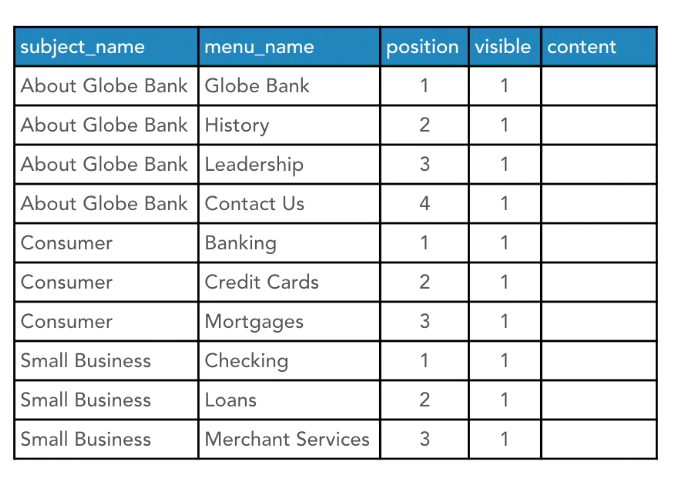 subject_name menu_name position visible content
About Globe Bank Globe Bank 1 1
About Globe Bank History 2 1
About Globe Bank Leadership 3 1
About Globe Bank Contact Us 4 1
Consumer Banking 1 1
Consumer Credit Cards 2 1
Consumer Mortgages 3 1
Small Business Checking 1 1
Small Business Loans 2 1
Small Business Merchant Services 3 1